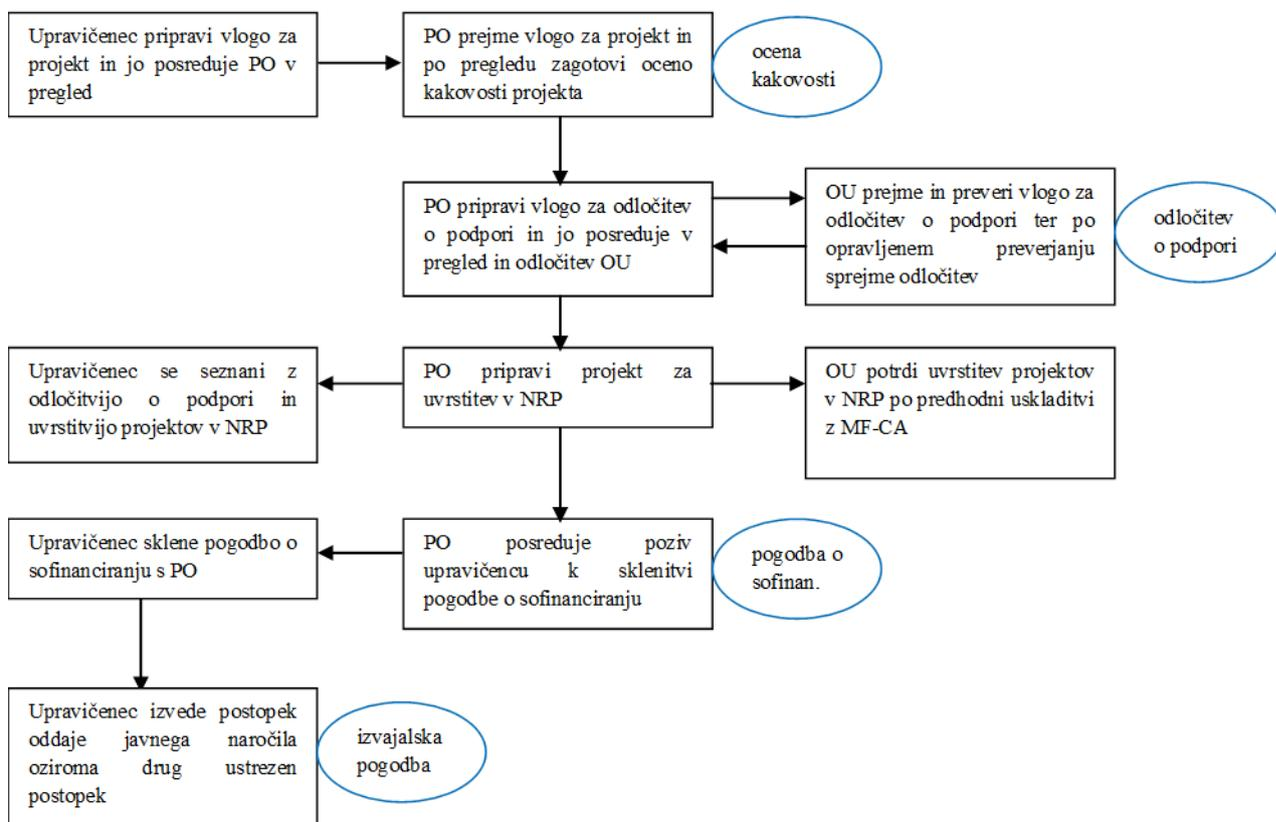 Upravičenec pripravi vlogo za
projekt in jo posreduje PO v
pregled
PO prejme vlogo za projekt in
po pregledu zagotovi oceno
kakovosti projekta
ocena
kakovosti
PO pripravi vlogo za odločitev
o podpori in jo posreduje v
pregled in odločitev OU
OU prejme in preveri vlogo za
odločitev o podpori ter po
opravljenem preverjanju
sprejme odločitev
odločitev
o podpori
Upravičenec se seznani z
odločitvijo o podpori in
uvrstitvijo projektov v NRP
PO pripravi projekt za
uvrstitev v NRP
OU potrdi uvrstitev projektov
v NRP po predhodni uskladitvi
z MF-CA
Upravičenec sklene pogodbo o
sofinanciranju s PO
PO posreduje poziv
upravičencu k sklenitvi
pogodbe o sofinanciranju
pogodba o
sofinan.
Upravičenec izvede postopek
oddaje javnega naročila
oziroma drug ustrezen
postopek
izvajalska
pogodba